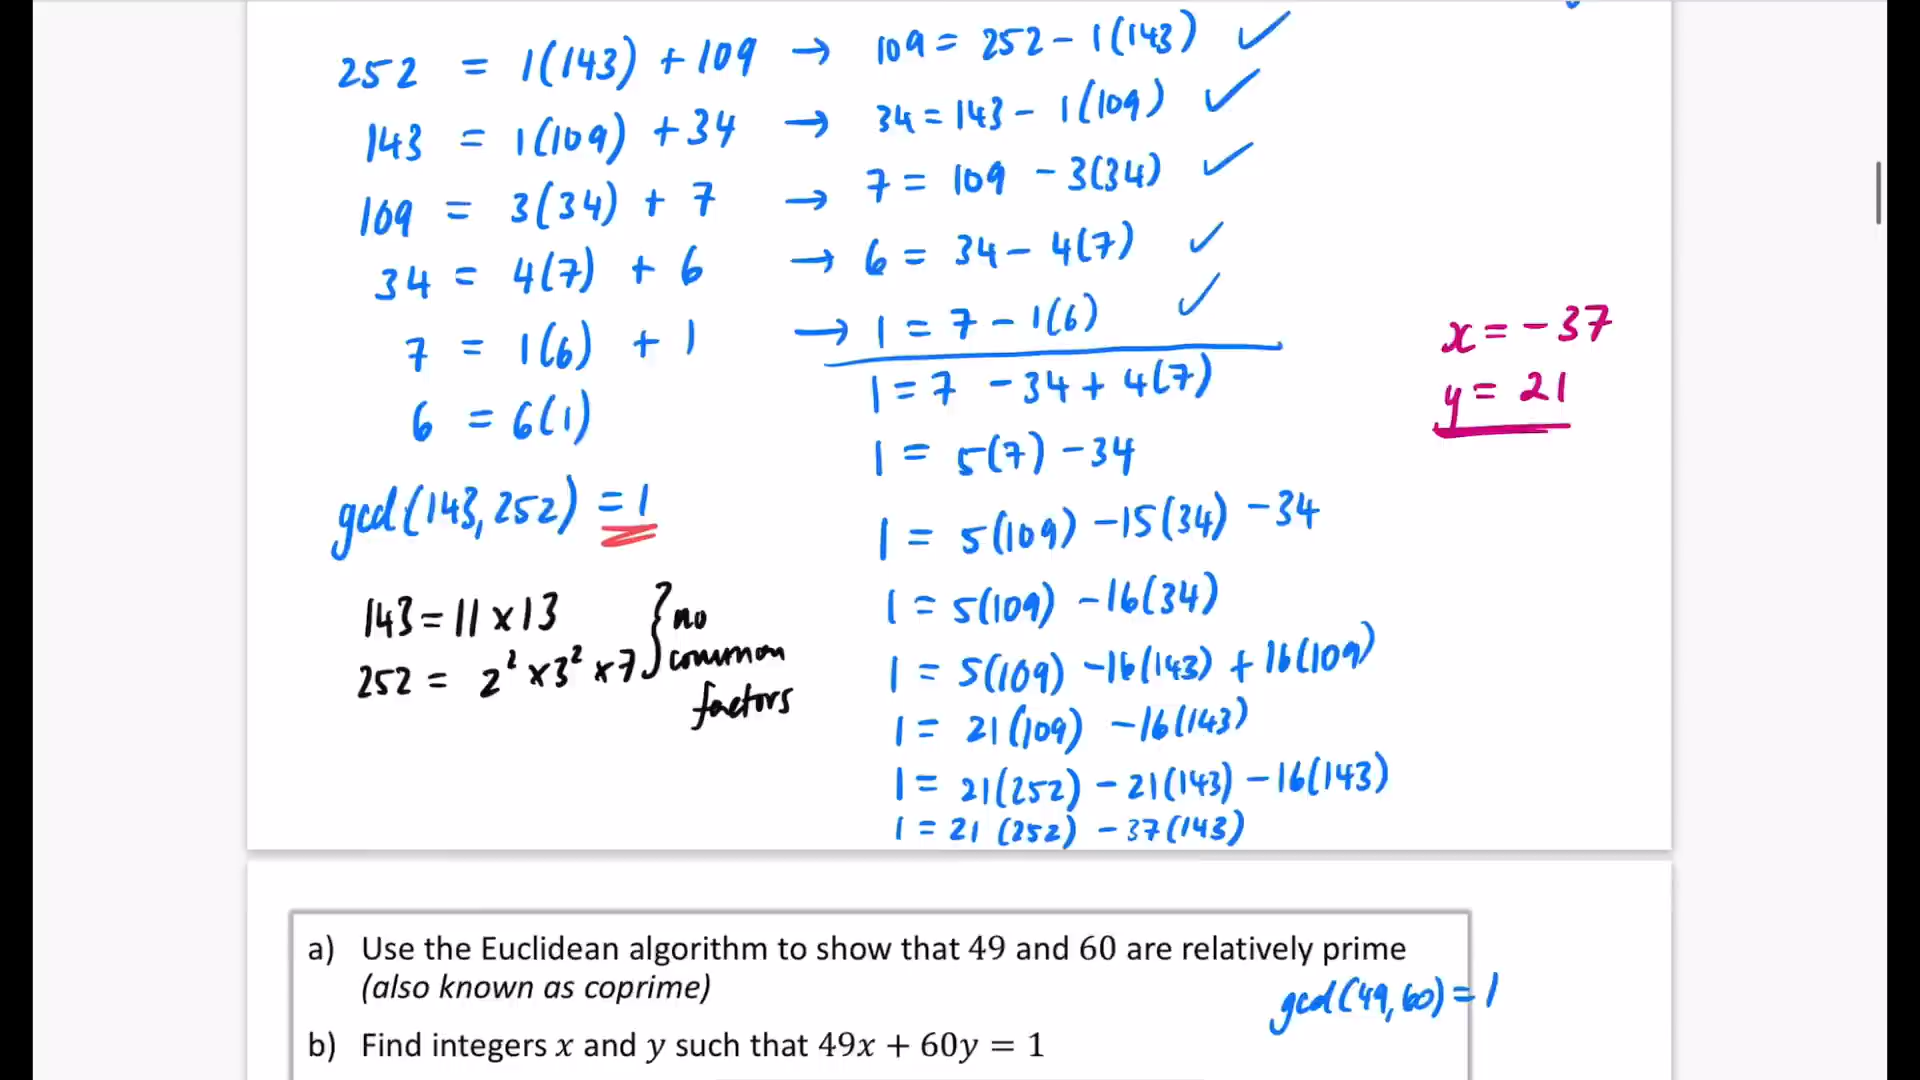 252 = 1(143) + 109 → 109 = 252 - 1(143) ✓
143 = 1(109) + 34 → 34 = 143 - 1(109) ✓
109 = 3(34) + 7 → 7 = 109 - 3(34) ✓
34 = 4(7) + 6 → 6 = 34 - 4(7) ✓
7 = 1(6) + 1 → 1 = 7 - 1(6) ✓
6 = 6(1)
gcd(143, 252) = 1
143 = 11 × 13
252 = 2² × 3² × 7
} no
common
factors
1 = 7 - 34 + 4(7)
1 = 5(7) - 34
1 = 5(109) - 15(34) - 34
1 = 5(109) - 16(34)
1 = 5(109) - 16(143) + 16(109)
1 = 21(109) - 16(143)
1 = 21(252) - 21(143) - 16(143)
1 = 21(252) - 37(143)
x = -37
y = 21
a) Use the Euclidean algorithm to show that 49 and 60 are relatively prime
(also known as coprime)
gcd(49, 60) = 1
b) Find integers x and y such that 49x + 60y = 1